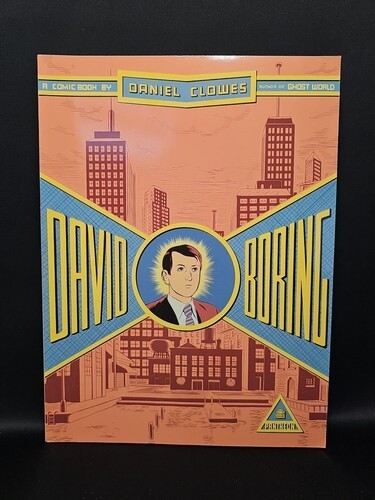 A COMIC BOOK BY
DANIEL CLOWES
AUTHOR OF GHOST WORLD
DAVID
BORING
PANTHEON